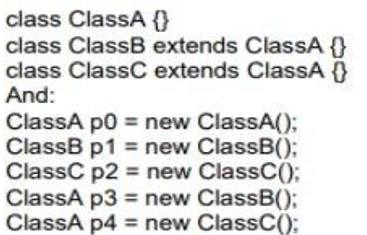 class ClassA {}
class ClassB extends ClassA {}
class ClassC extends ClassA {}
And:
ClassA p0 = new ClassA();
ClassB p1 = new ClassB();
ClassC p2 = new ClassC();
ClassA p3 = new ClassB();
ClassA p4 = new ClassC();